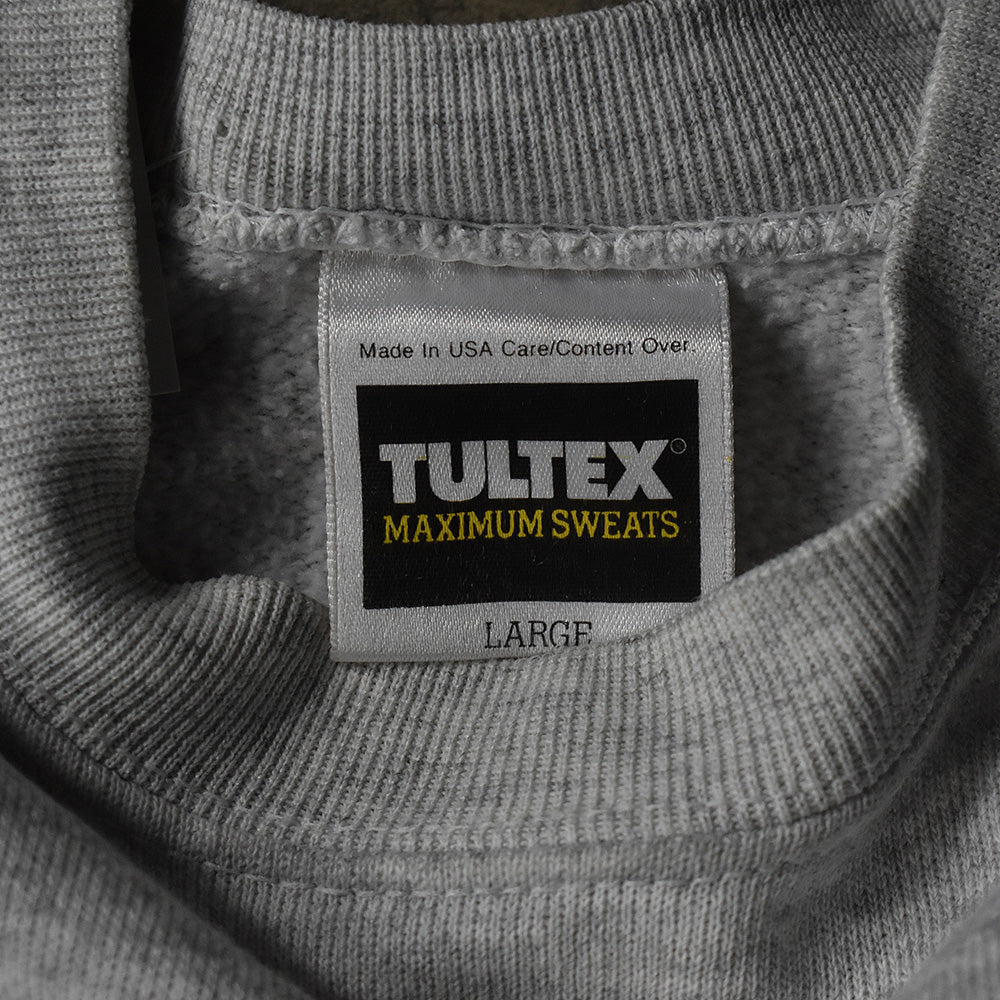 Made In USA Care/Content Over.
TULTEX®
MAXIMUM SWEATS
LARGE